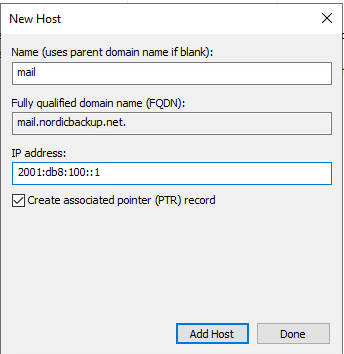 New Host
Name (uses parent domain name if blank):
mail
Fully qualified domain name (FQDN):
mail.nordicbackup.net.
IP address:
2001:db8:100::1
Create associated pointer (PTR) record
Add Host
Done